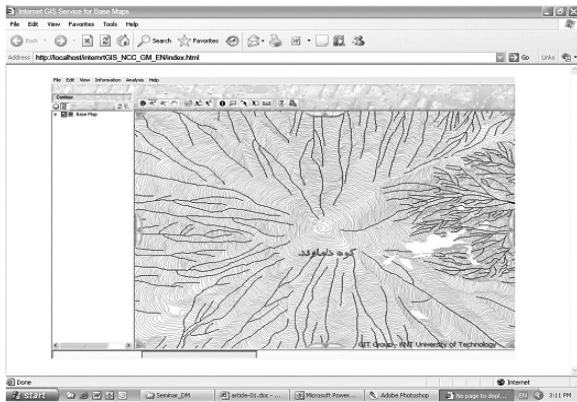 Internet GIS Service for Base Maps
File Edit View Favorites Tools Help
Back Search Favorites
Address http://localhost/internrtGIS_NCC_GM_EN/index.html Go Links
File Edit View Information Analysis Help
Contour
Base Map
کوه دماوند
GIT Group - KNT University of Technology
Done Internet
start Seminar_DM article-01.doc - ... Microsoft Power... Adobe Photoshop No page to displ... EN 3:11 PM